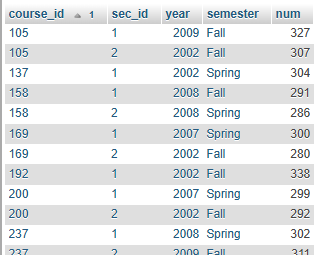 course_id 1 sec_id year semester num
105 1 2009 Fall 327
105 2 2002 Fall 307
137 1 2002 Spring 304
158 1 2008 Fall 291
158 2 2008 Spring 286
169 1 2007 Spring 300
169 2 2002 Fall 280
192 1 2002 Fall 338
200 1 2007 Spring 299
200 2 2002 Fall 292
237 1 2008 Spring 302
237 2 2009 Fall 311